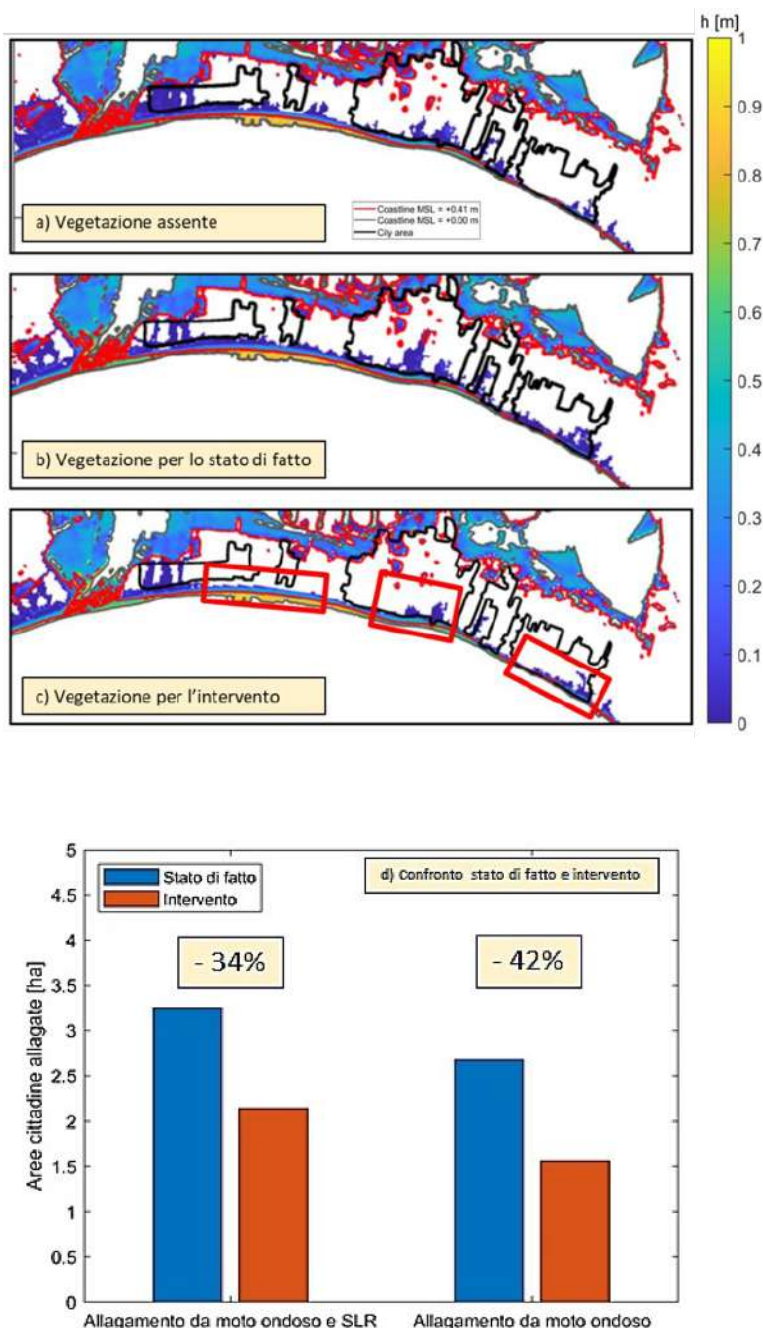 h [m]
1
0.9
0.8
0.7
0.6
0.5
0.4
0.3
0.2
0.1
0
a) Vegetazione assente
Coastline MSL = +0.41 m
Coastline MSL = +0.00 m
City area
b) Vegetazione per lo stato di fatto
c) Vegetazione per l'intervento
5
4.5
4
3.5
3
2.5
2
1.5
1
0.5
0
Aree cittadine allagate [ha]
Stato di fatto
Intervento
d) Confronto stato di fatto e intervento
- 34%
- 42%
Allagamento da moto ondoso e SLR
Allagamento da moto ondoso